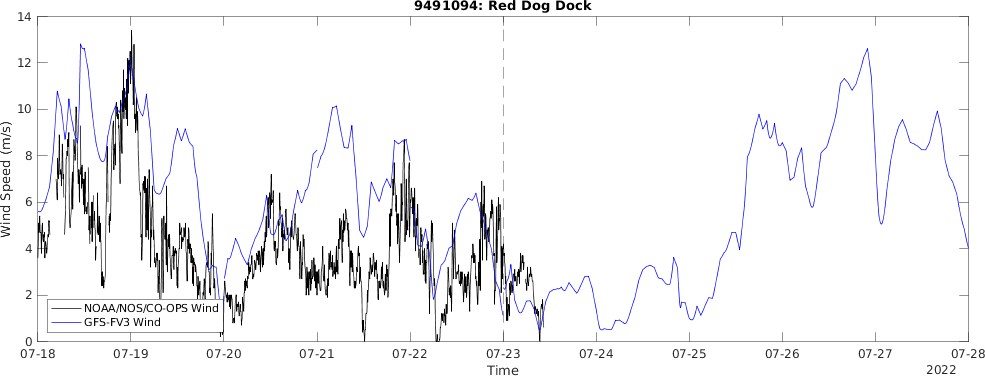 9491094: Red Dog Dock
Wind Speed (m/s)
14
12
10
8
6
4
2
0
NOAA/NOS/CO-OPS Wind
GFS-FV3 Wind
07-18 07-19 07-20 07-21 07-22 07-23 07-24 07-25 07-26 07-27 07-28
Time
2022